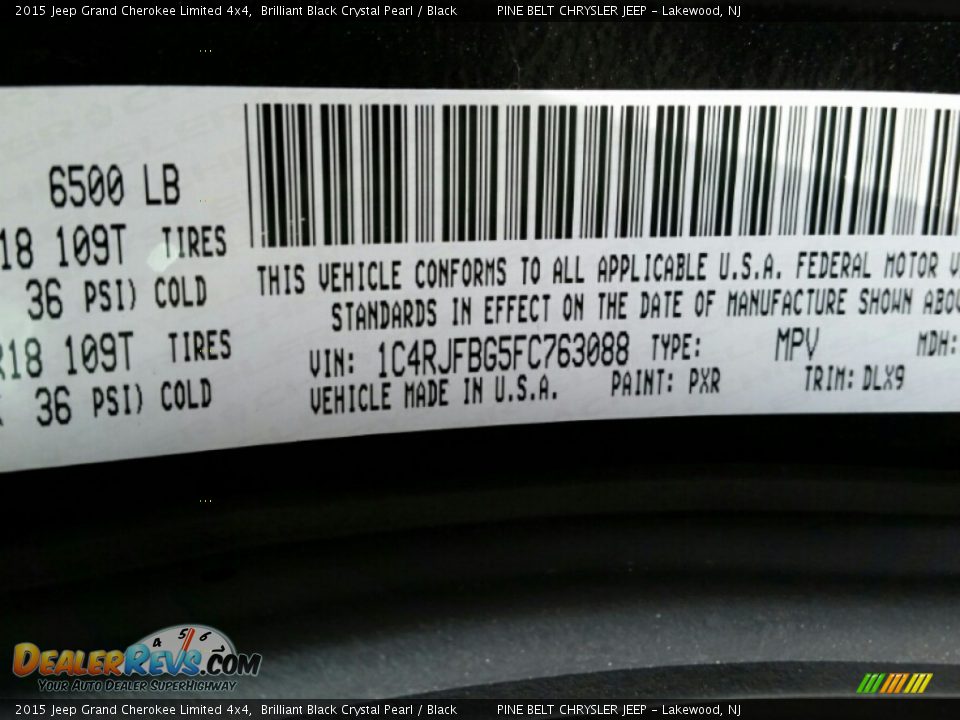 2015 Jeep Grand Cherokee Limited 4x4, Brilliant Black Crystal Pearl / Black PINE BELT CHRYSLER JEEP - Lakewood, NJ
6500 LB
18 109T TIRES
36 PSI) COLD
R18 109T TIRES
36 PSI) COLD
THIS VEHICLE CONFORMS TO ALL APPLICABLE U.S.A. FEDERAL MOTOR
STANDARDS IN EFFECT ON THE DATE OF MANUFACTURE SHOWN ABO
VIN: 1C4RJFBG5FC763088 TYPE: MPV MDH:
VEHICLE MADE IN U.S.A. PAINT: PXR TRIM: DLX9
4 5 6
DEALERREVS.COM
YOUR AUTO DEALER SUPERHIGHWAY
2015 Jeep Grand Cherokee Limited 4x4, Brilliant Black Crystal Pearl / Black PINE BELT CHRYSLER JEEP - Lakewood, NJ